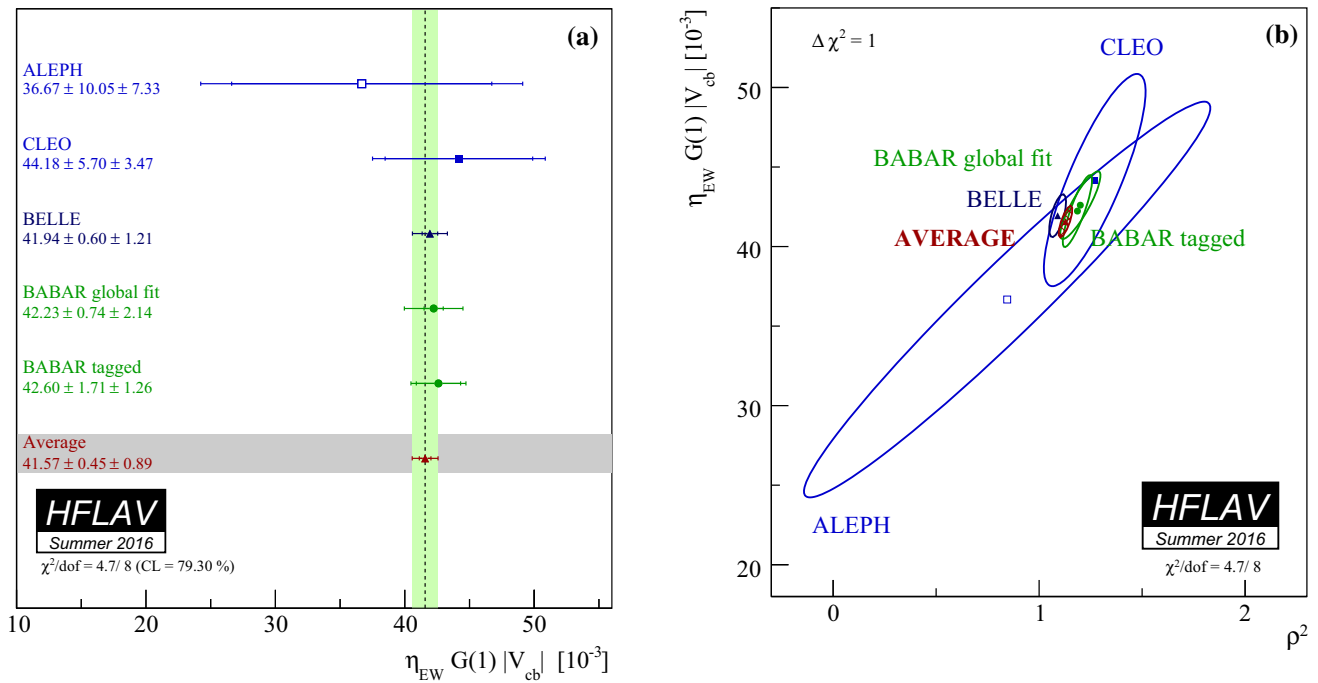 (a)
ALEPH
36.67 ± 10.05 ± 7.33
CLEO
44.18 ± 5.70 ± 3.47
BELLE
41.94 ± 0.60 ± 1.21
BABAR global fit
42.23 ± 0.74 ± 2.14
BABAR tagged
42.60 ± 1.71 ± 1.26
Average
41.57 ± 0.45 ± 0.89
HFLAV
Summer 2016
χ²/dof = 4.7/ 8 (CL = 79.30 %)
10 20 30 40 50
η_EW G(1) |V_cb| [10⁻³]
(b)
Δ χ² = 1
CLEO
50
BABAR global fit
BELLE
AVERAGE
BABAR tagged
40
30
ALEPH
HFLAV
Summer 2016
χ²/dof = 4.7/ 8
20
0 1 2
ρ²
η_EW G(1) |V_cb| [10⁻³]